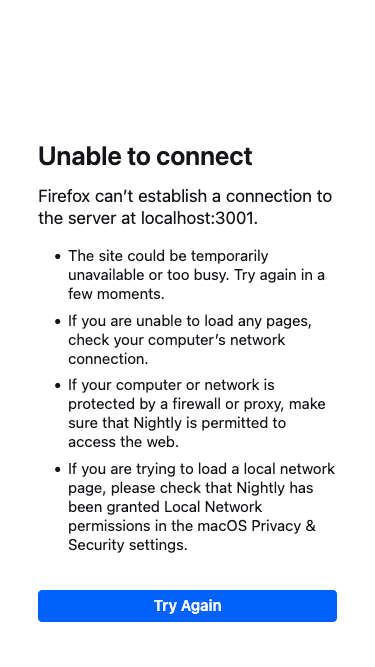 Unable to connect
Firefox can’t establish a connection to
the server at localhost:3001.
• The site could be temporarily
unavailable or too busy. Try again in a
few moments.
• If you are unable to load any pages,
check your computer’s network
connection.
• If your computer or network is
protected by a firewall or proxy, make
sure that Nightly is permitted to
access the web.
• If you are trying to load a local network
page, please check that Nightly has
been granted Local Network
permissions in the macOS Privacy &
Security settings.
Try Again